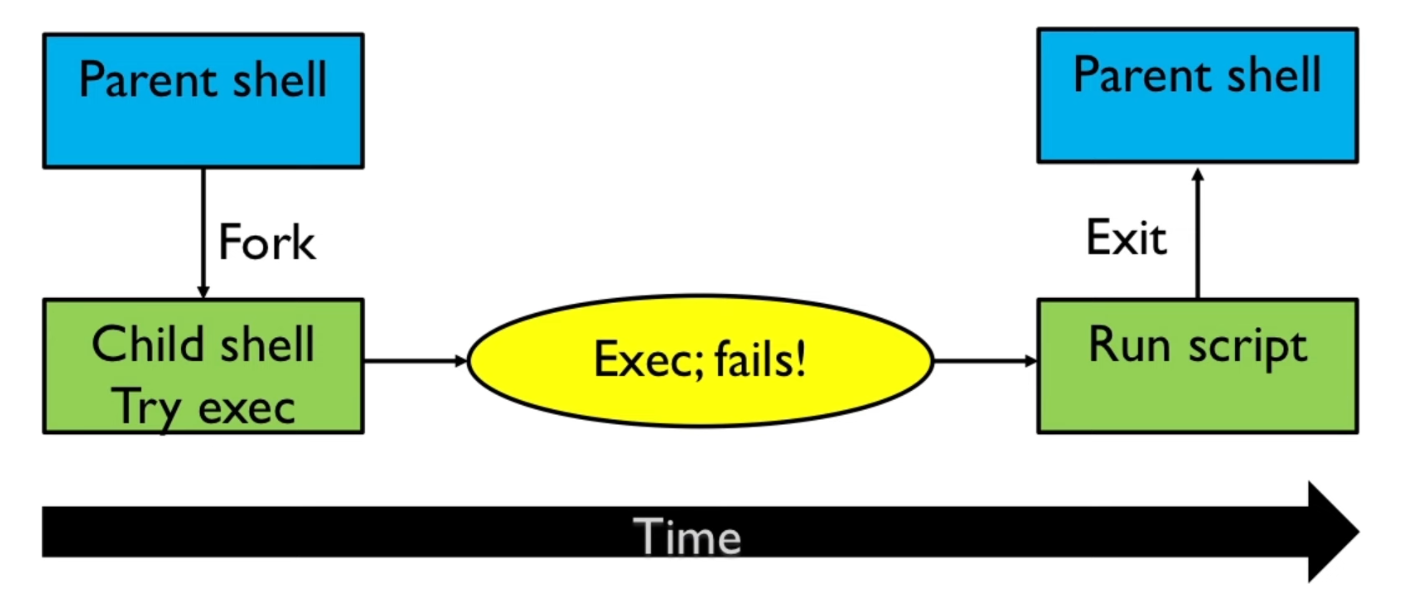 Parent shell
Parent shell
Fork
Exit
Child shell
Try exec
Exec; fails!
Run script
Time